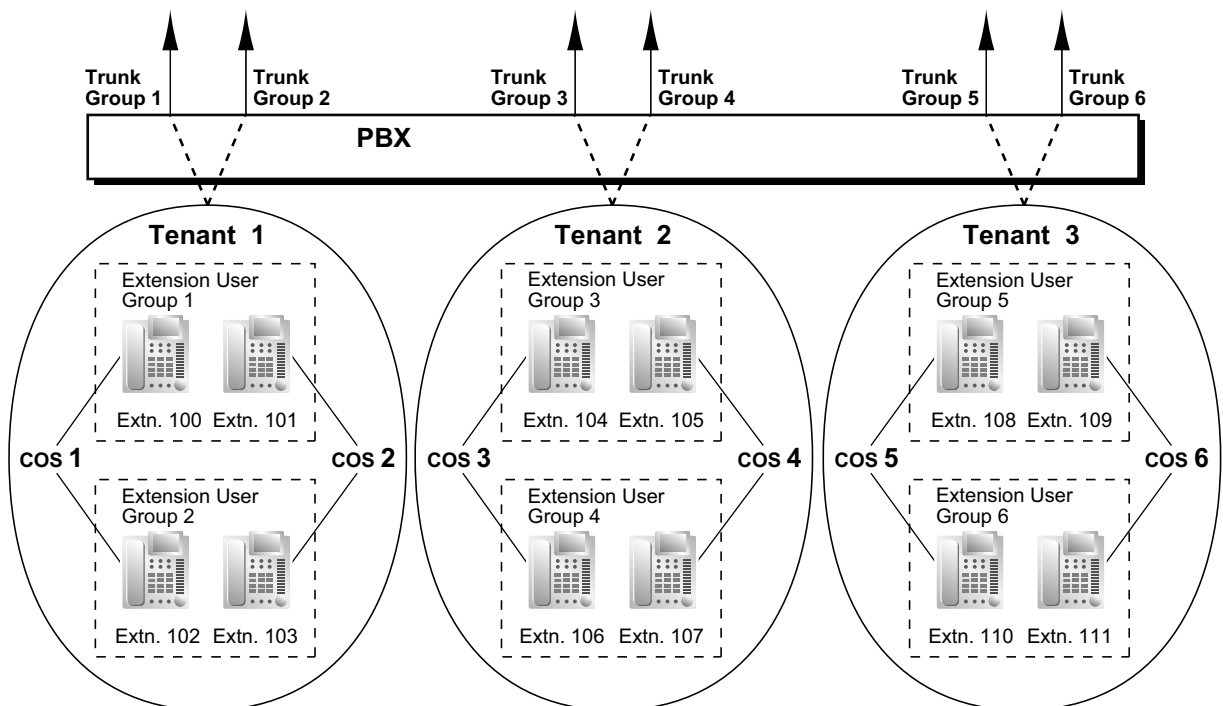 Trunk
Group 1
Trunk
Group 2
Trunk
Group 3
Trunk
Group 4
Trunk
Group 5
Trunk
Group 6
PBX
Tenant 1
Extension User
Group 1
Extn. 100 Extn. 101
COS 1
COS 2
Extension User
Group 2
Extn. 102 Extn. 103
Tenant 2
Extension User
Group 3
Extn. 104 Extn. 105
COS 3
COS 4
Extension User
Group 4
Extn. 106 Extn. 107
Tenant 3
Extension User
Group 5
Extn. 108 Extn. 109
COS 5
COS 6
Extension User
Group 6
Extn. 110 Extn. 111